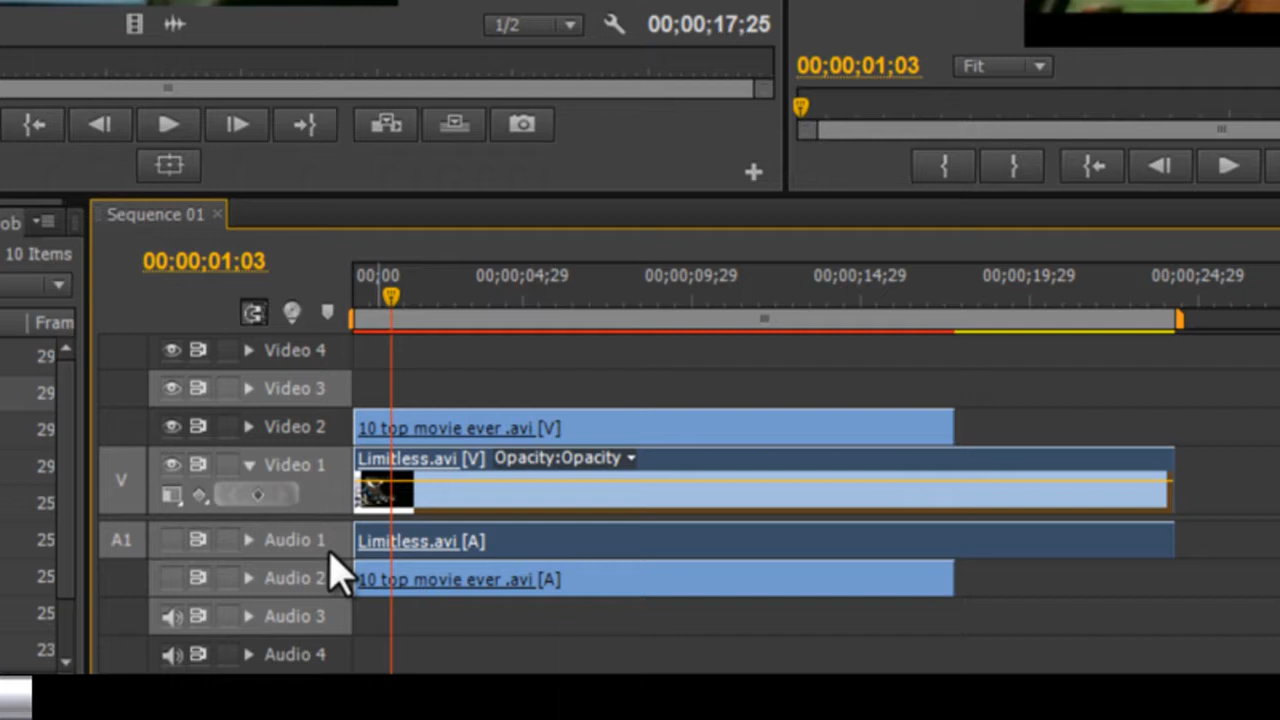 1/2
00;00;17;25
00;00;01;03
Fit
Sequence 01
ob
10 Items
00;00;01;03
00;00
00;00;04;29
00;00;09;29
00;00;14;29
00;00;19;29
00;00;24;29
Fram
29
29
29
29
25
25
25
25
23
Video 4
Video 3
Video 2
10 top movie ever .avi [V]
V
Video 1
Limitless.avi [V] Opacity:Opacity
A1
Audio 1
Limitless.avi [A]
Audio 2
10 top movie ever .avi [A]
Audio 3
Audio 4